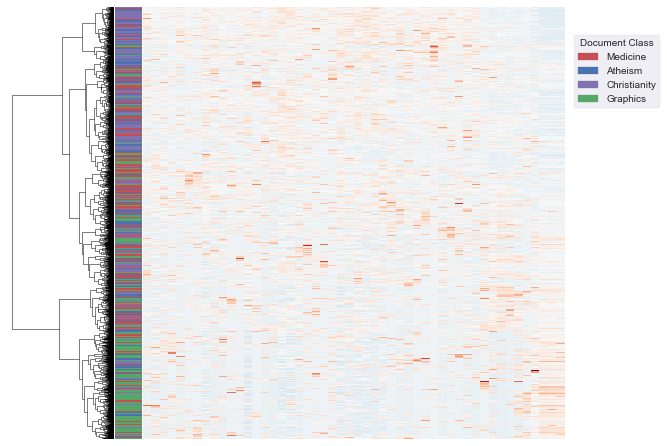 Document Class
Medicine
Atheism
Christianity
Graphics